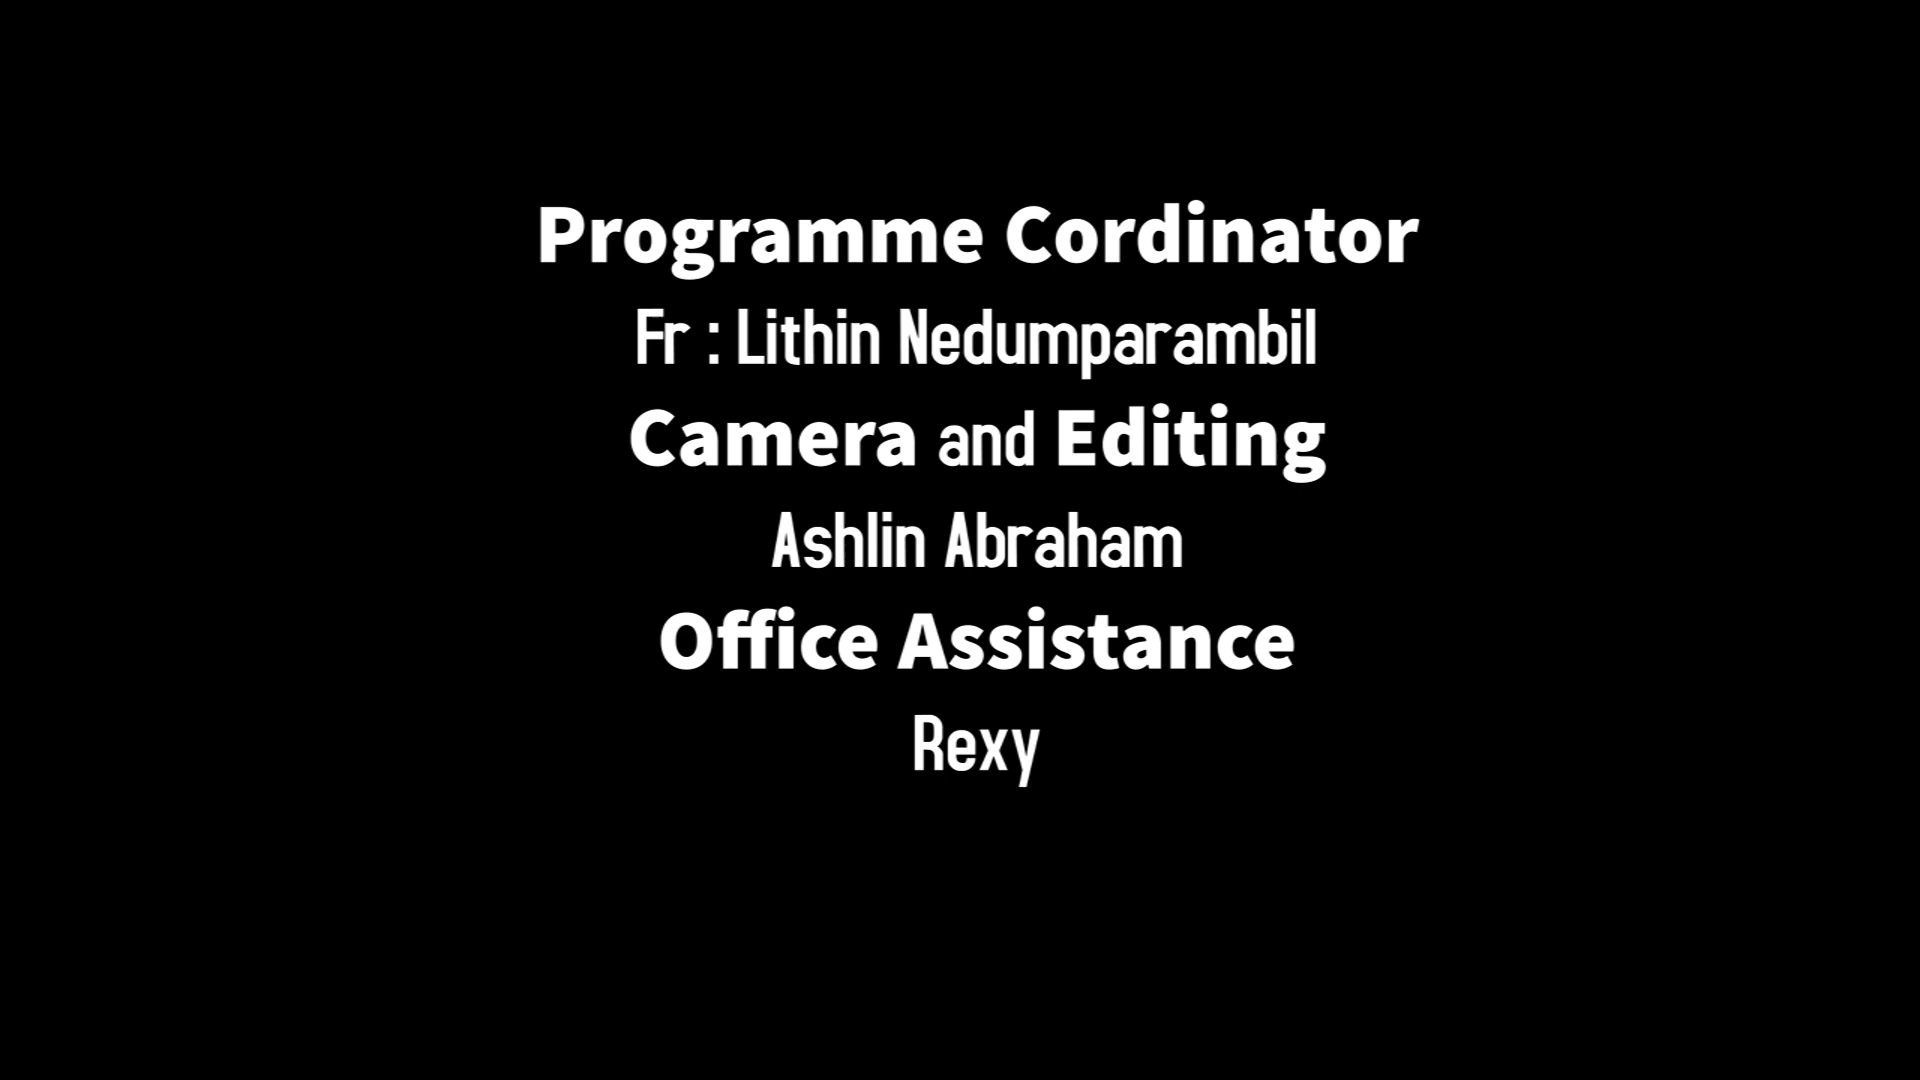 Programme Cordinator
Fr : Lithin Nedumparambil
Camera and Editing
Ashlin Abraham
Office Assistance
Rexy